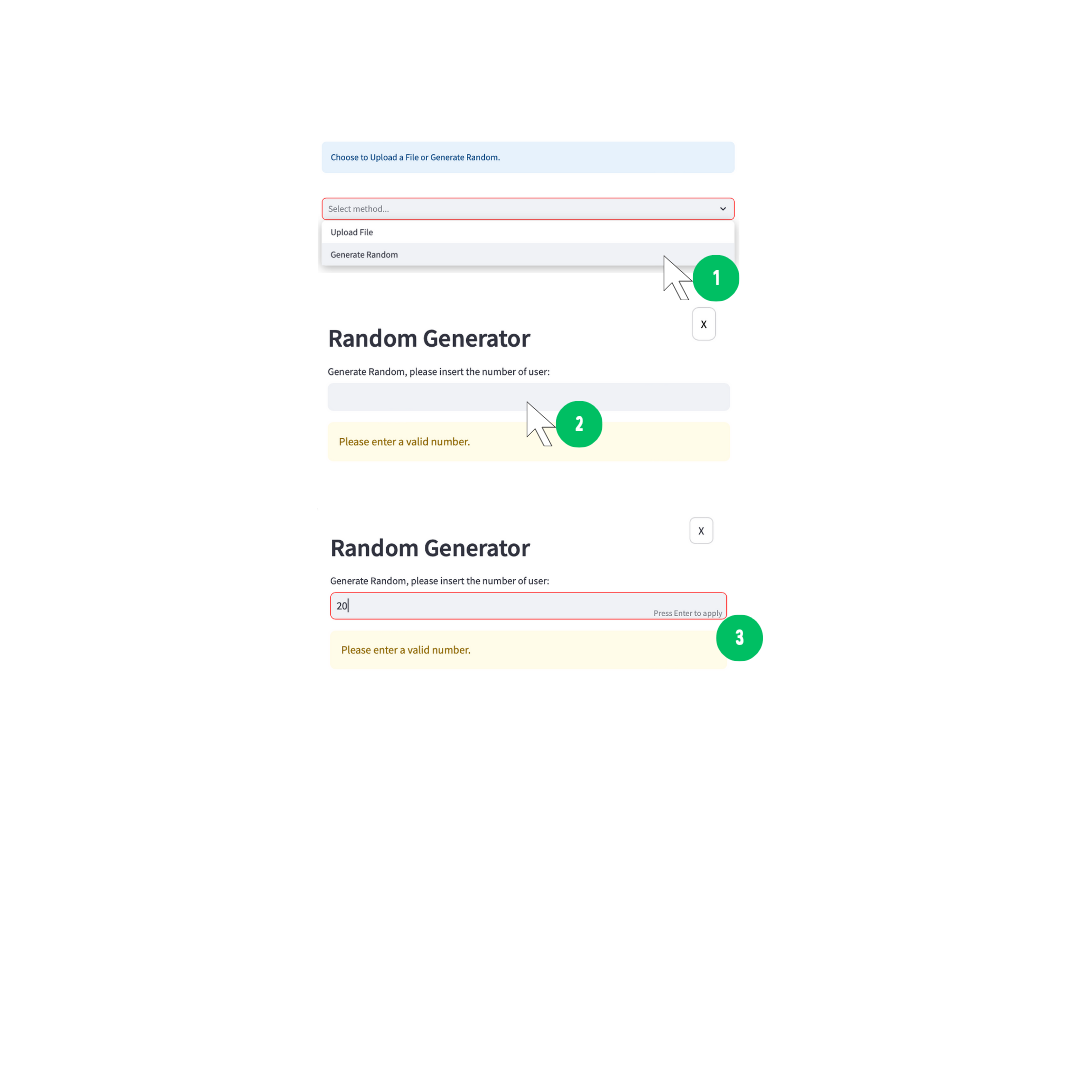 Choose to Upload a File or Generate Random.
Select method...
Upload File
Generate Random
1
X
Random Generator
Generate Random, please insert the number of user:
2
Please enter a valid number.
X
Random Generator
Generate Random, please insert the number of user:
20
Press Enter to apply
3
Please enter a valid number.